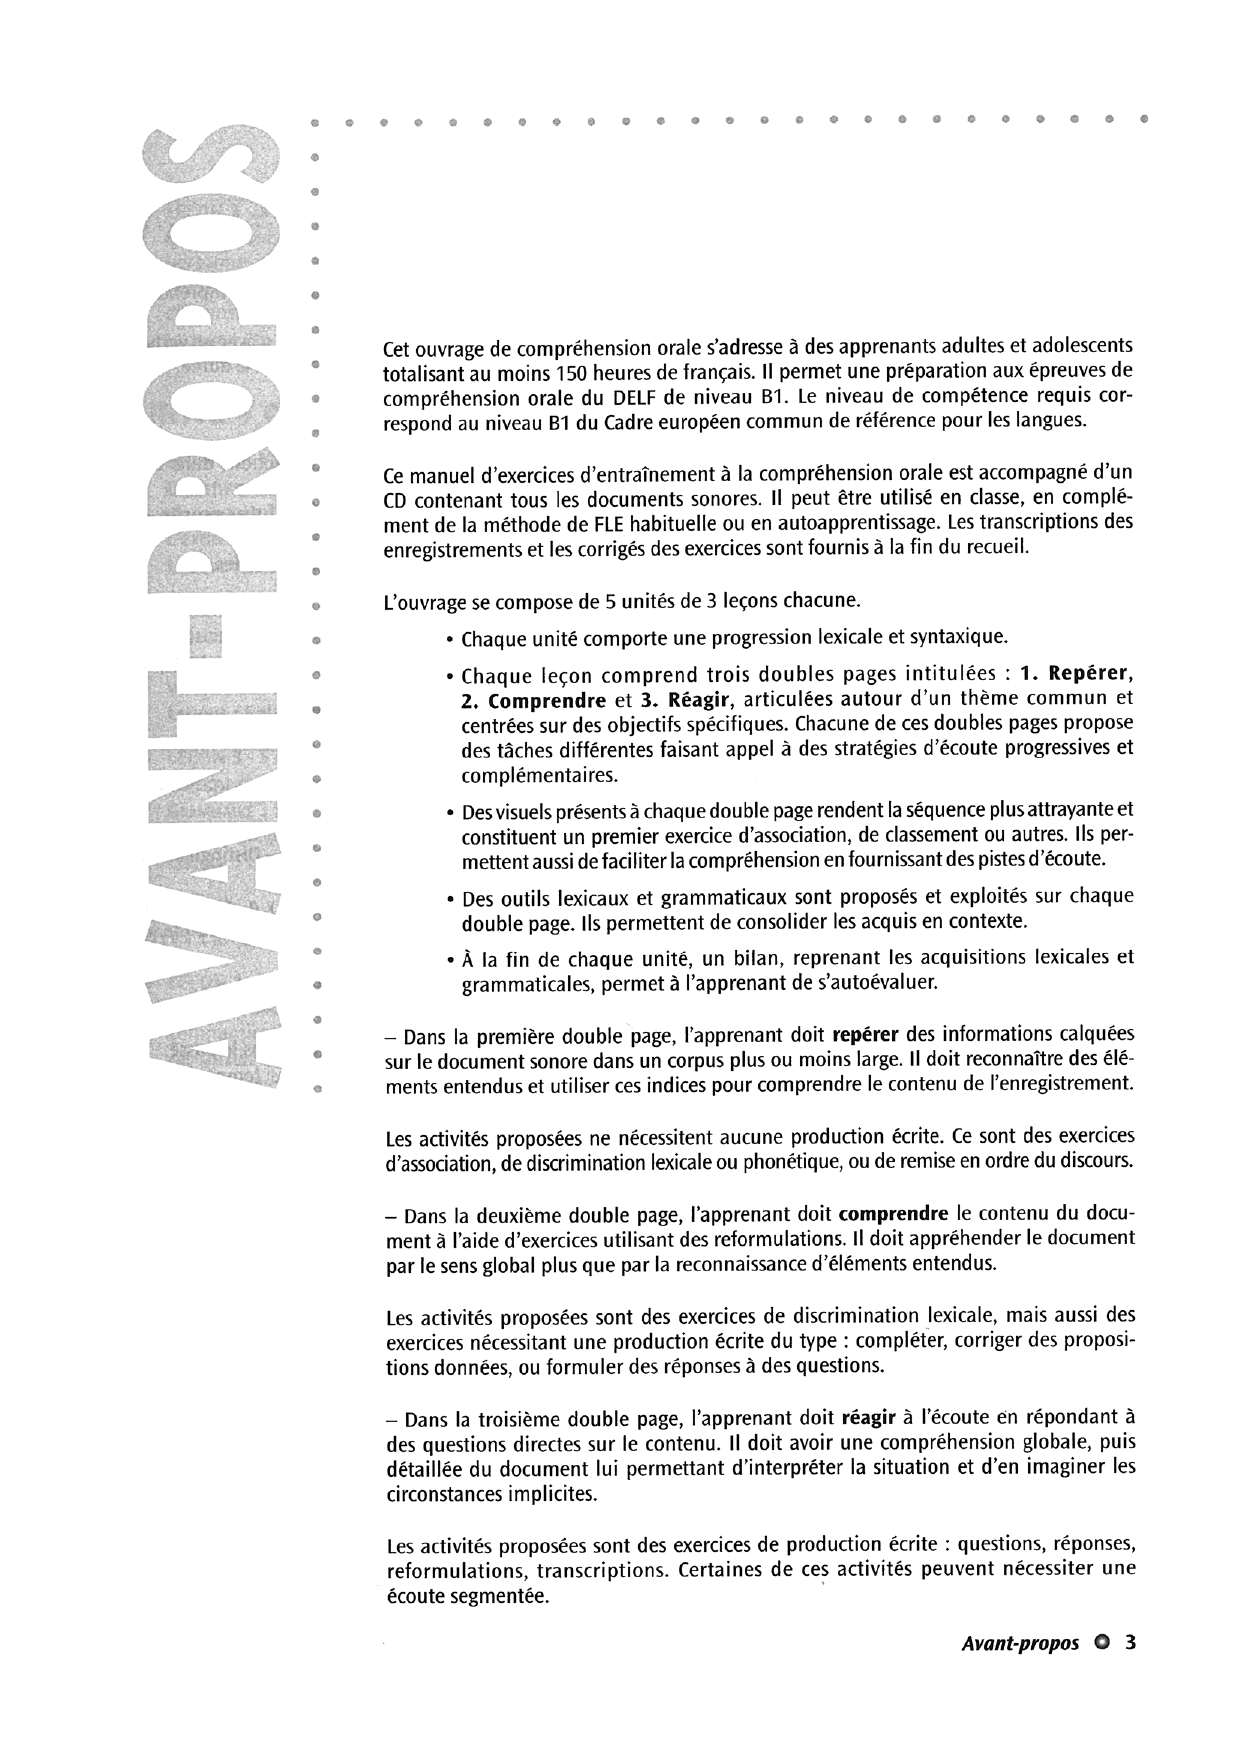 AVANT-PROPOS
Cet ouvrage de compréhension orale s'adresse à des apprenants adultes et adolescents
totalisant au moins 150 heures de français. Il permet une préparation aux épreuves de
compréhension orale du DELF de niveau B1. Le niveau de compétence requis cor-
respond au niveau B1 du Cadre européen commun de référence pour les langues.
Ce manuel d'exercices d'entraînement à la compréhension orale est accompagné d'un
CD contenant tous les documents sonores. Il peut être utilisé en classe, en complé-
ment de la méthode de FLE habituelle ou en autoapprentissage. Les transcriptions des
enregistrements et les corrigés des exercices sont fournis à la fin du recueil.
L'ouvrage se compose de 5 unités de 3 leçons chacune.
• Chaque unité comporte une progression lexicale et syntaxique.
• Chaque leçon comprend trois doubles pages intitulées : 1. Repérer,
2. Comprendre et 3. Réagir, articulées autour d'un thème commun et
centrées sur des objectifs spécifiques. Chacune de ces doubles pages propose
des tâches différentes faisant appel à des stratégies d'écoute progressives et
complémentaires.
• Des visuels présents à chaque double page rendent la séquence plus attrayante et
constituent un premier exercice d'association, de classement ou autres. Ils per-
mettent aussi de faciliter la compréhension en fournissant des pistes d'écoute.
• Des outils lexicaux et grammaticaux sont proposés et exploités sur chaque
double page. Ils permettent de consolider les acquis en contexte.
• À la fin de chaque unité, un bilan, reprenant les acquisitions lexicales et
grammaticales, permet à l'apprenant de s'autoévaluer.
– Dans la première double page, l'apprenant doit repérer des informations calquées
sur le document sonore dans un corpus plus ou moins large. Il doit reconnaître des élé-
ments entendus et utiliser ces indices pour comprendre le contenu de l'enregistrement.
Les activités proposées ne nécessitent aucune production écrite. Ce sont des exercices
d'association, de discrimination lexicale ou phonétique, ou de remise en ordre du discours.
– Dans la deuxième double page, l'apprenant doit comprendre le contenu du docu-
ment à l'aide d'exercices utilisant des reformulations. Il doit appréhender le document
par le sens global plus que par la reconnaissance d'éléments entendus.
Les activités proposées sont des exercices de discrimination lexicale, mais aussi des
exercices nécessitant une production écrite du type : compléter, corriger des proposi-
tions données, ou formuler des réponses à des questions.
– Dans la troisième double page, l'apprenant doit réagir à l'écoute en répondant à
des questions directes sur le contenu. Il doit avoir une compréhension globale, puis
détaillée du document lui permettant d'interpréter la situation et d'en imaginer les
circonstances implicites.
Les activités proposées sont des exercices de production écrite : questions, réponses,
reformulations, transcriptions. Certaines de ces activités peuvent nécessiter une
écoute segmentée.
Avant-propos 3